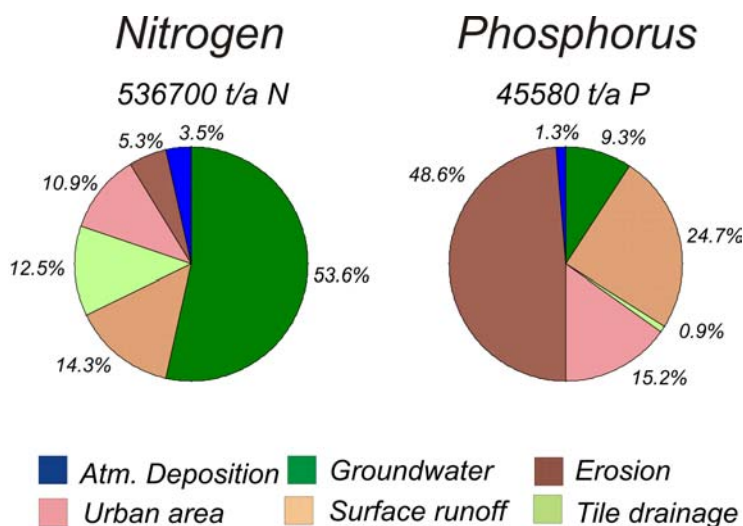 Nitrogen
Phosphorus
536700 t/a N
45580 t/a P
3.5%
5.3%
10.9%
12.5%
14.3%
53.6%
1.3%
9.3%
48.6%
24.7%
0.9%
15.2%
Atm. Deposition
Groundwater
Erosion
Urban area
Surface runoff
Tile drainage